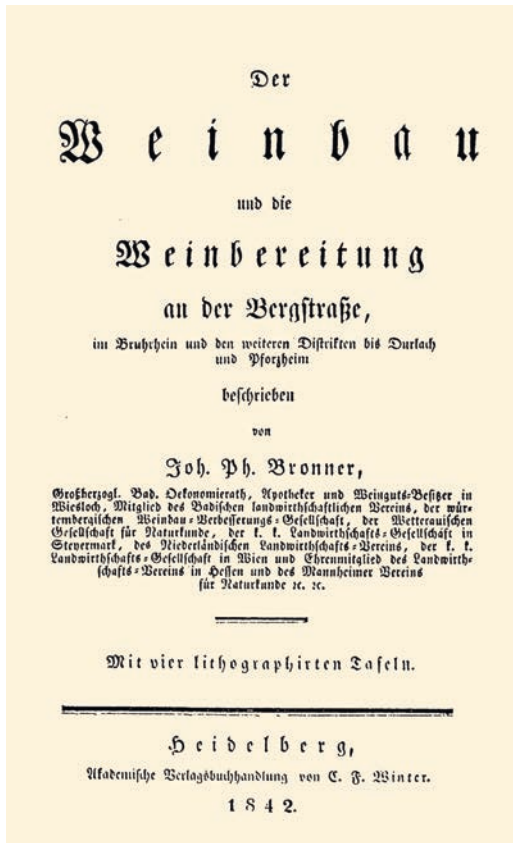 Der
Weinbau
und die
Weinbereitung
an der Bergstraße,
im Bruhrhein und den weiteren Distrikten bis Durlach
und Pforzheim
beschrieben
von
Joh. Ph. Bronner,
Großherzogl. Bad. Oekonomierath, Apotheker und Weinguts-Besitzer in
Wiesloch, Mitglied des Badischen landwirthschaftlichen Vereins, der wür-
tembergischen Weinbau-Verbesserungs-Gesellschaft, der Wetterauischen
Gesellschaft für Naturkunde, der k. k. Landwirthschafts-Gesellschaft in
Steyermark, des Niederländischen Landwirthschafts-Vereins, der k. k.
Landwirthschafts-Gesellschaft in Wien und Ehrenmitglied des Landwirth-
schafts-Vereins in Hessen und des Mannheimer Vereins
für Naturkunde ꝛc. ꝛc.
Mit vier lithographirten Tafeln.
Heidelberg,
Akademische Verlagsbuchhandlung von C. F. Winter.
1842.